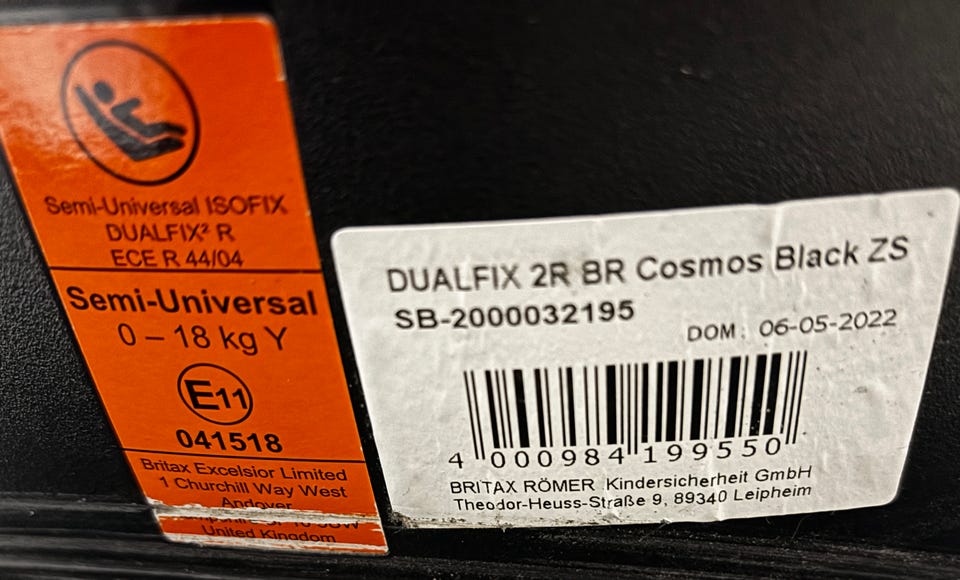 Semi-Universal ISOFIX
DUALFIX² R
ECE R 44/04
Semi-Universal
0 – 18 kg Y
E11
041518
Britax Excelsior Limited
1 Churchill Way West
Andover
United Kingdom
DUALFIX 2R BR Cosmos Black ZS
SB-2000032195
DOM: 06-05-2022
4 000984 199550
BRITAX RÖMER Kindersicherheit GmbH
Theodor-Heuss-Straße 9, 89340 Leipheim